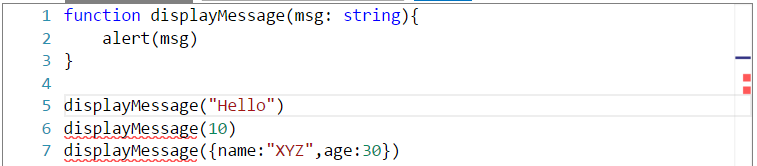 1 function displayMessage(msg: string){
2     alert(msg)
3 }
4
5 displayMessage("Hello")
6 displayMessage(10)
7 displayMessage({name:"XYZ",age:30})